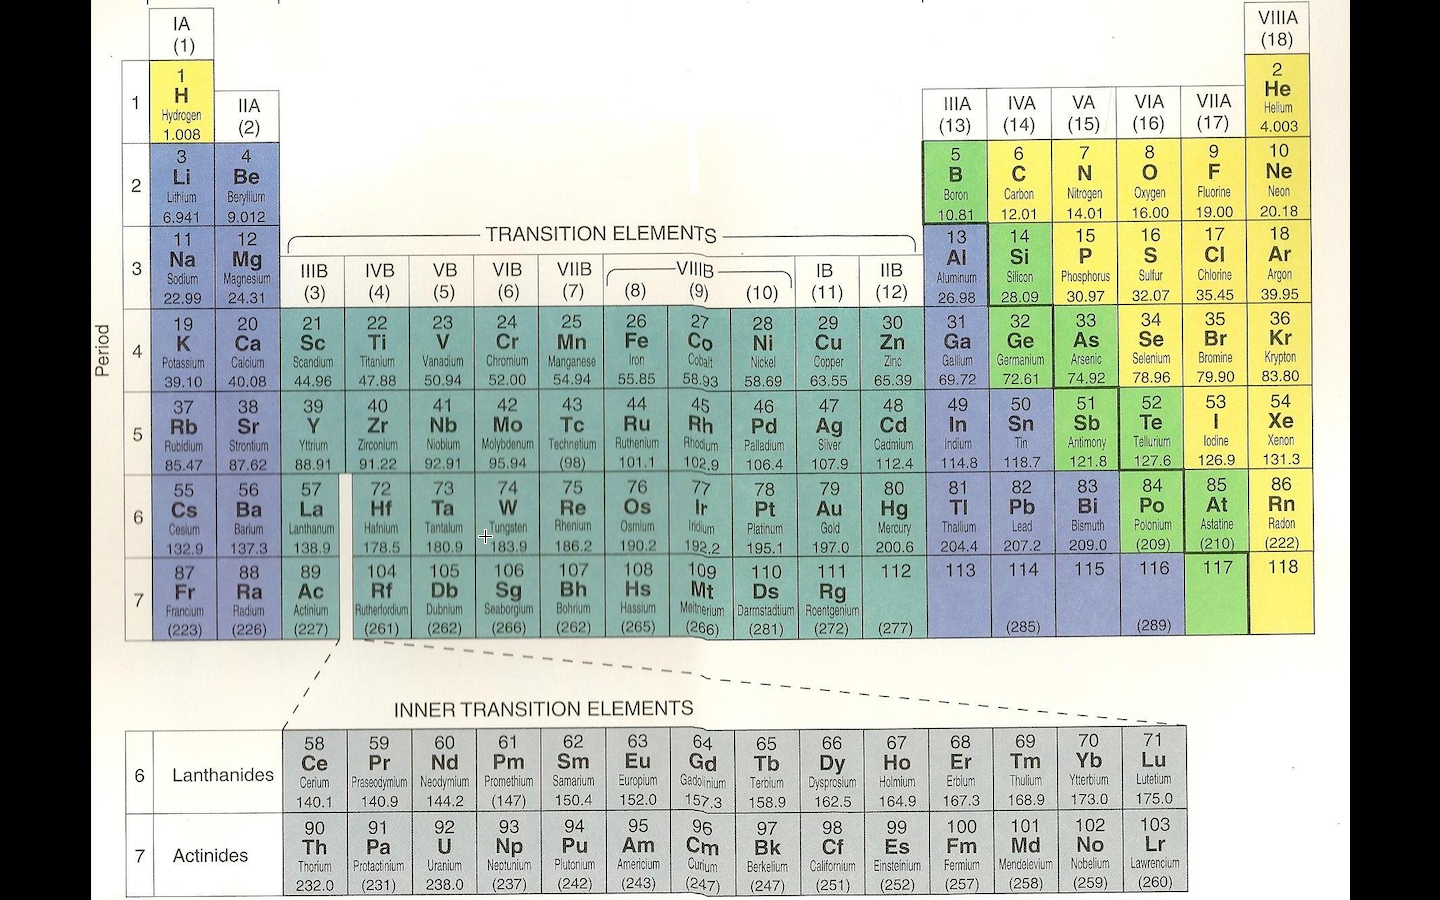 IA VIIIA
(1) (18)
1 2
H He
Hydrogen Helium
1.008 4.003
1
IIA IIIA IVA VA VIA VIIA
(2) (13) (14) (15) (16) (17)
3 4 5 6 7 8 9 10
Li Be B C N O F Ne
Lithium Beryllium Boron Carbon Nitrogen Oxygen Fluorine Neon
6.941 9.012 10.81 12.01 14.01 16.00 19.00 20.18
2
TRANSITION ELEMENTS
11 12 13 14 15 16 17 18
Na Mg Al Si P S Cl Ar
Sodium Magnesium Aluminum Silicon Phosphorus Sulfur Chlorine Argon
22.99 24.31 26.98 28.09 30.97 32.07 35.45 39.95
3
IIIB IVB VB VIB VIIB VIIIB IB IIB
(3) (4) (5) (6) (7) (8) (9) (10) (11) (12)
Period
19 20 21 22 23 24 25 26 27 28 29 30 31 32 33 34 35 36
K Ca Sc Ti V Cr Mn Fe Co Ni Cu Zn Ga Ge As Se Br Kr
Potassium Calcium Scandium Titanium Vanadium Chromium Manganese Iron Cobalt Nickel Copper Zinc Gallium Germanium Arsenic Selenium Bromine Krypton
39.10 40.08 44.96 47.88 50.94 52.00 54.94 55.85 58.93 58.69 63.55 65.39 69.72 72.61 74.92 78.96 79.90 83.80
4
37 38 39 40 41 42 43 44 45 46 47 48 49 50 51 52 53 54
Rb Sr Y Zr Nb Mo Tc Ru Rh Pd Ag Cd In Sn Sb Te I Xe
Rubidium Strontium Yttrium Zirconium Niobium Molybdenum Technetium Ruthenium Rhodium Palladium Silver Cadmium Indium Tin Antimony Tellurium Iodine Xenon
85.47 87.62 88.91 91.22 92.91 95.94 (98) 101.1 102.9 106.4 107.9 112.4 114.8 118.7 121.8 127.6 126.9 131.3
5
55 56 57 72 73 74 75 76 77 78 79 80 81 82 83 84 85 86
Cs Ba La Hf Ta W Re Os Ir Pt Au Hg Tl Pb Bi Po At Rn
Cesium Barium Lanthanum Hafnium Tantalum Tungsten Rhenium Osmium Iridium Platinum Gold Mercury Thallium Lead Bismuth Polonium Astatine Radon
132.9 137.3 138.9 178.5 180.9 183.9 186.2 190.2 192.2 195.1 197.0 200.6 204.4 207.2 209.0 (209) (210) (222)
6
87 88 89 104 105 106 107 108 109 110 111 112 113 114 115 116 117 118
Fr Ra Ac Rf Db Sg Bh Hs Mt Ds Rg
Francium Radium Actinium Rutherfordium Dubnium Seaborgium Bohrium Hassium Meitnerium Darmstadtium Roentgenium
(223) (226) (227) (261) (262) (266) (262) (265) (266) (281) (272) (277) (285) (289)
7
INNER TRANSITION ELEMENTS
58 59 60 61 62 63 64 65 66 67 68 69 70 71
6 Lanthanides Ce Pr Nd Pm Sm Eu Gd Tb Dy Ho Er Tm Yb Lu
Cerium Praseodymium Neodymium Promethium Samarium Europium Gadolinium Terbium Dysprosium Holmium Erbium Thulium Ytterbium Lutetium
140.1 140.9 144.2 (147) 150.4 152.0 157.3 158.9 162.5 164.9 167.3 168.9 173.0 175.0
90 91 92 93 94 95 96 97 98 99 100 101 102 103
7 Actinides Th Pa U Np Pu Am Cm Bk Cf Es Fm Md No Lr
Thorium Protactinium Uranium Neptunium Plutonium Americium Curium Berkelium Californium Einsteinium Fermium Mendelevium Nobelium Lawrencium
232.0 (231) 238.0 (237) (242) (243) (247) (247) (251) (252) (257) (258) (259) (260)